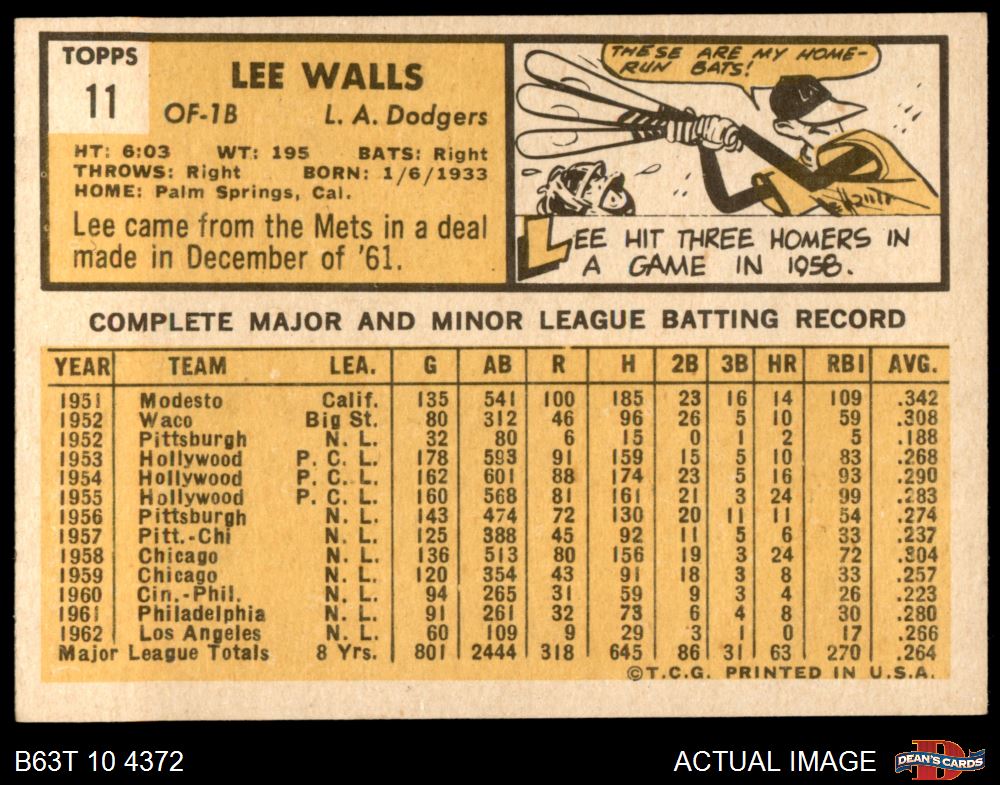 TOPPS
11
LEE WALLS
OF-1B L. A. Dodgers
HT: 6:03 WT: 195 BATS: Right
THROWS: Right BORN: 1/6/1933
HOME: Palm Springs, Cal.
Lee came from the Mets in a deal
made in December of '61.
THESE ARE MY HOME-
RUN BATS!
LA
LEE HIT THREE HOMERS IN
A GAME IN 1958.
COMPLETE MAJOR AND MINOR LEAGUE BATTING RECORD
YEAR TEAM LEA. G AB R H 2B 3B HR RBI AVG.
1951 Modesto Calif. 135 541 100 185 23 16 14 109 .342
1952 Waco Big St. 80 312 46 96 26 5 10 59 .308
1952 Pittsburgh N. L. 32 80 6 15 0 1 2 5 .188
1953 Hollywood P. C. L. 178 593 91 159 15 5 10 83 .268
1954 Hollywood P. C. L. 162 601 88 174 23 5 16 93 .290
1955 Hollywood P. C. L. 160 568 81 161 21 3 24 99 .283
1956 Pittsburgh N. L. 143 474 72 130 20 11 11 54 .274
1957 Pitt.-Chi N. L. 125 388 45 92 11 5 6 33 .237
1958 Chicago N. L. 136 513 80 156 19 3 24 72 .304
1959 Chicago N. L. 120 354 43 91 18 3 8 33 .257
1960 Cin.-Phil. N. L. 94 265 31 59 9 3 4 26 .223
1961 Philadelphia N. L. 91 261 32 73 6 4 8 30 .280
1962 Los Angeles N. L. 60 109 9 29 3 1 0 17 .266
Major League Totals 8 Yrs. 801 2444 318 645 86 31 63 270 .264
©T.C.G. PRINTED IN U.S.A.
B63T 10 4372 ACTUAL IMAGE D DEAN'S CARDS